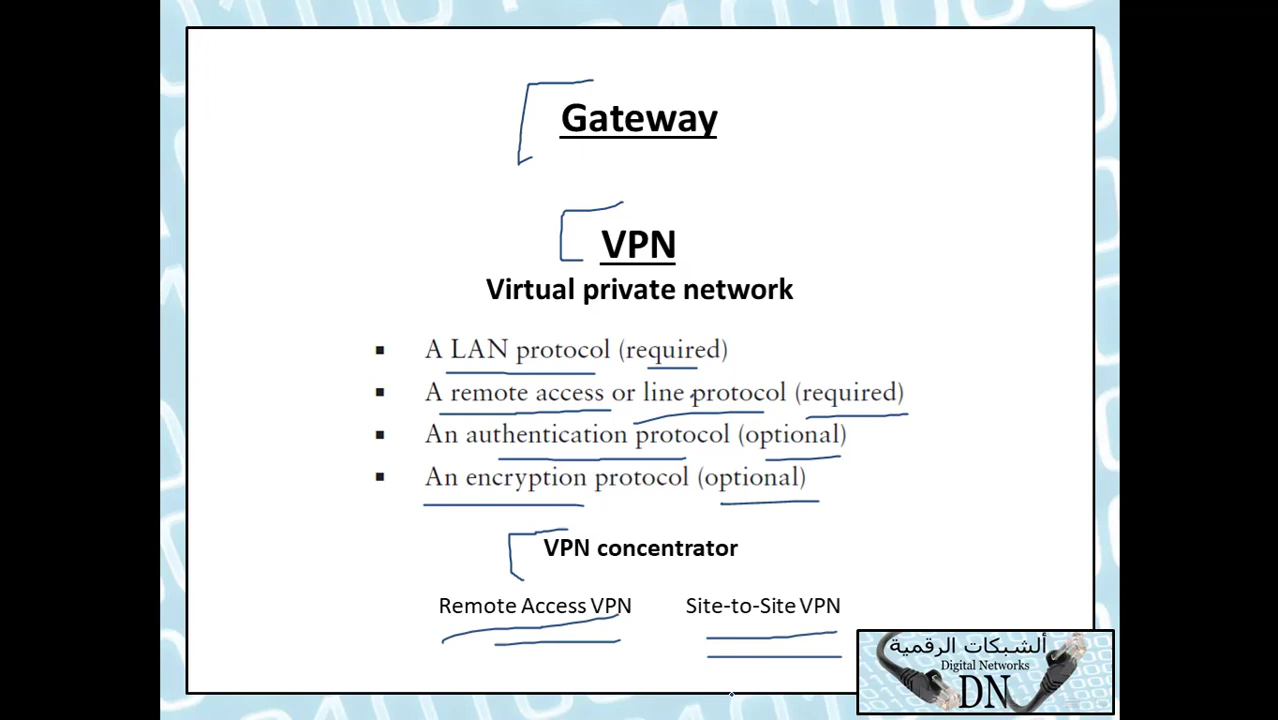 Gateway
VPN
Virtual private network
▪ A LAN protocol (required)
▪ A remote access or line protocol (required)
▪ An authentication protocol (optional)
▪ An encryption protocol (optional)
VPN concentrator
Remote Access VPN Site-to-Site VPN
ألشبكات الرقمية
Digital Networks
DN